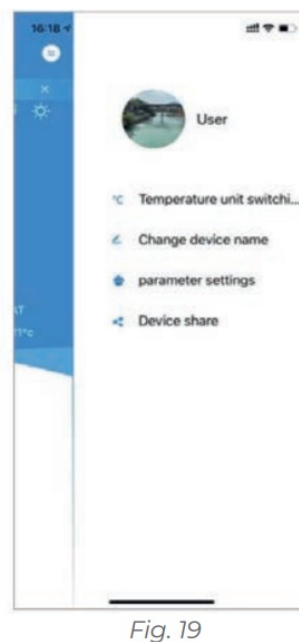 16:18
User
°C Temperature unit switchi...
Change device name
parameter settings
Device share
Fig. 19